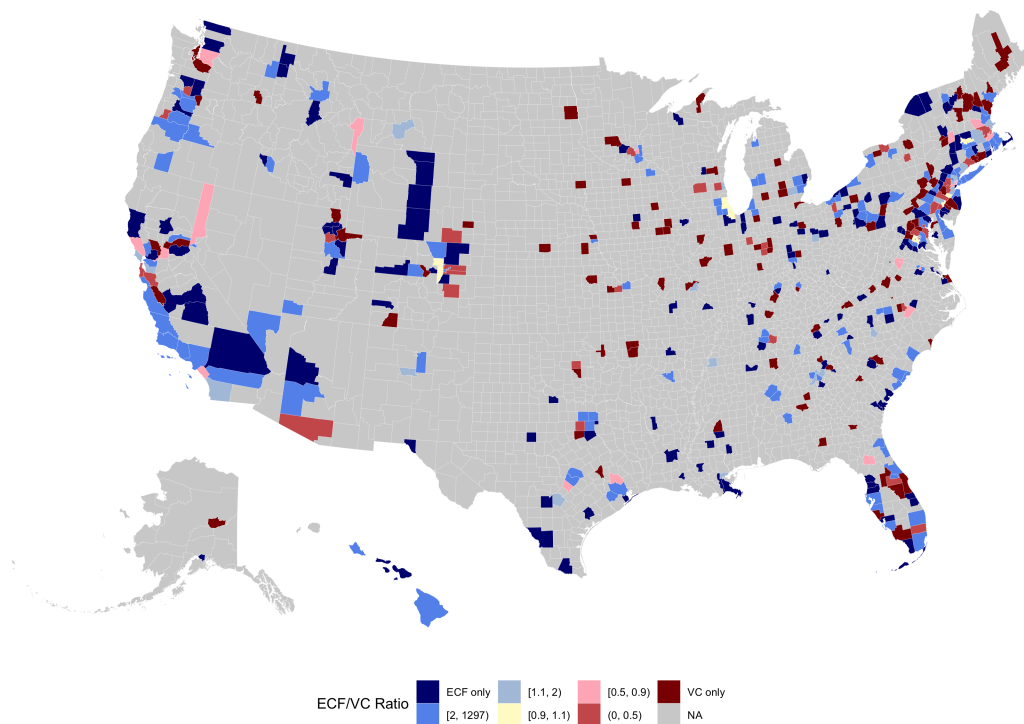 ECF/VC Ratio
ECF only
[1.1, 2)
[0.5, 0.9)
VC only
[2, 1297)
[0.9, 1.1)
(0, 0.5)
NA